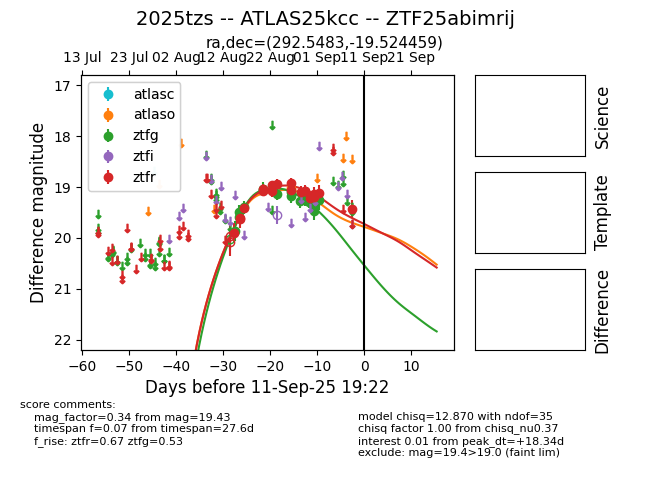 2025tzs -- ATLAS25kcc -- ZTF25abimrij
ra,dec=(292.5483,-19.524459)
13 Jul 23 Jul 02 Aug 12 Aug 22 Aug 01 Sep 11 Sep 21 Sep
17
18
19
20
21
22
Difference magnitude
atlasc
atlaso
ztfg
ztfi
ztfr
−60 −50 −40 −30 −20 −10 0 10
Days before 11-Sep-25 19:22
Science
Template
Difference
score comments:
mag_factor=0.34 from mag=19.43
timespan f=0.07 from timespan=27.6d
f_rise: ztfr=0.67 ztfg=0.53
model chisq=12.870 with ndof=35
chisq factor 1.00 from chisq_nu0.37
interest 0.01 from peak_dt=+18.34d
exclude: mag=19.4>19.0 (faint lim)